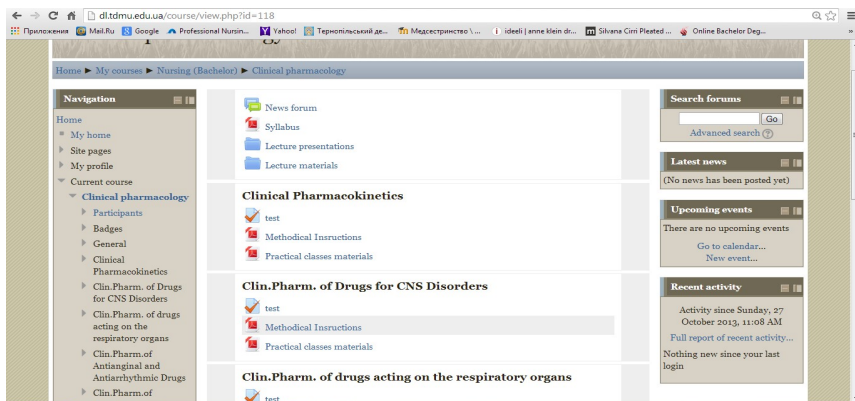 dl.tdmu.edu.ua/course/view.php?id=118
Приложения Mail.Ru Google Professional Nursin... Yahoo! Тернопільський де... Медсестринство \ ... ideeli | anne klein dr... Silvana Cirri Pleated ... Online Bachelor Deg... »
Home ► My courses ► Nursing (Bachelor) ► Clinical pharmacology
Navigation
Home
My home
Site pages
My profile
Current course
Clinical pharmacology
Participants
Badges
General
Clinical
Pharmacokinetics
Clin.Pharm. of Drugs
for CNS Disorders
Clin.Pharm. of drugs
acting on the
respiratory organs
Clin.Pharm.of
Antianginal and
Antiarrhythmic Drugs
Clin.Pharm.of
News forum
Syllabus
Lecture presentations
Lecture materials
Clinical Pharmacokinetics
test
Methodical Insructions
Practical classes materials
Clin.Pharm. of Drugs for CNS Disorders
test
Methodical Insructions
Practical classes materials
Clin.Pharm. of drugs acting on the respiratory organs
test
Search forums
Go
Advanced search ?
Latest news
(No news has been posted yet)
Upcoming events
There are no upcoming events
Go to calendar...
New event...
Recent activity
Activity since Sunday, 27
October 2013, 11:08 AM
Full report of recent activity...
Nothing new since your last
login